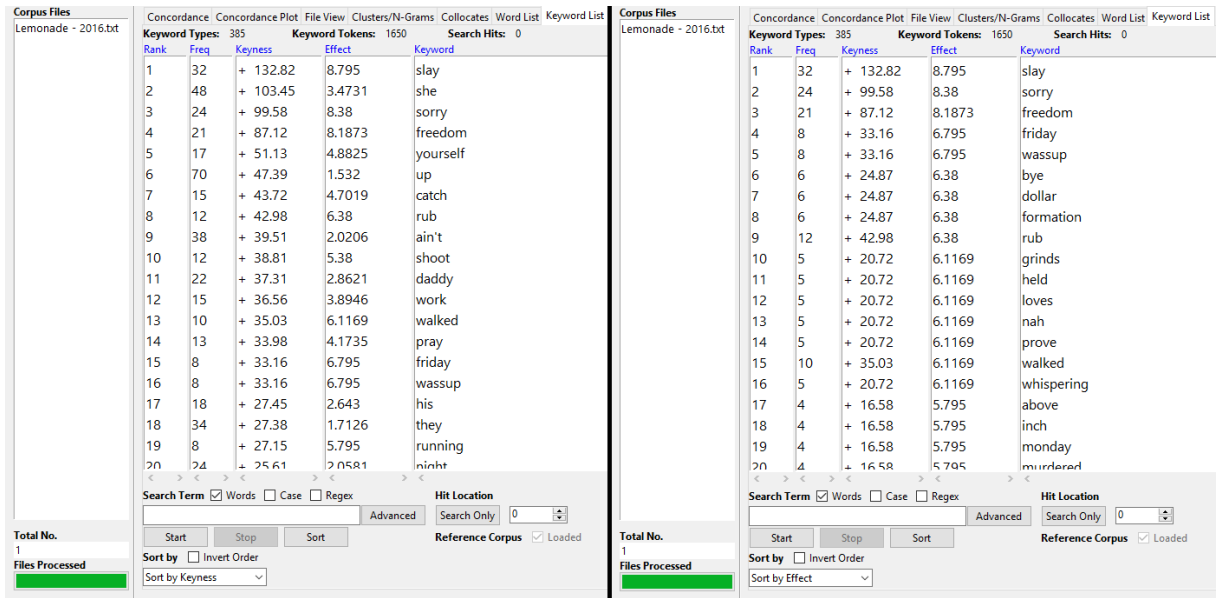 Corpus Files
Lemonade - 2016.txt
Concordance Concordance Plot File View Clusters/N-Grams Collocates Word List Keyword List
Keyword Types: 385 Keyword Tokens: 1650 Search Hits: 0
Rank Freq Keyness Effect Keyword
1 32 + 132.82 8.795 slay
2 48 + 103.45 3.4731 she
3 24 + 99.58 8.38 sorry
4 21 + 87.12 8.1873 freedom
5 17 + 51.13 4.8825 yourself
6 70 + 47.39 1.532 up
7 15 + 43.72 4.7019 catch
8 12 + 42.98 6.38 rub
9 38 + 39.51 2.0206 ain't
10 12 + 38.81 5.38 shoot
11 22 + 37.31 2.8621 daddy
12 15 + 36.56 3.8946 work
13 10 + 35.03 6.1169 walked
14 13 + 33.98 4.1735 pray
15 8 + 33.16 6.795 friday
16 8 + 33.16 6.795 wassup
17 18 + 27.45 2.643 his
18 34 + 27.38 1.7126 they
19 8 + 27.15 5.795 running
20 24 + 25.61 2.0581 night
Search Term Words Case Regex Hit Location
Advanced Search Only 0
Start Stop Sort Reference Corpus Loaded
Sort by Invert Order
Sort by Keyness
Total No.
1
Files Processed
Corpus Files
Lemonade - 2016.txt
Concordance Concordance Plot File View Clusters/N-Grams Collocates Word List Keyword List
Keyword Types: 385 Keyword Tokens: 1650 Search Hits: 0
Rank Freq Keyness Effect Keyword
1 32 + 132.82 8.795 slay
2 24 + 99.58 8.38 sorry
3 21 + 87.12 8.1873 freedom
4 8 + 33.16 6.795 friday
5 8 + 33.16 6.795 wassup
6 6 + 24.87 6.38 bye
7 6 + 24.87 6.38 dollar
8 6 + 24.87 6.38 formation
9 12 + 42.98 6.38 rub
10 5 + 20.72 6.1169 grinds
11 5 + 20.72 6.1169 held
12 5 + 20.72 6.1169 loves
13 5 + 20.72 6.1169 nah
14 5 + 20.72 6.1169 prove
15 10 + 35.03 6.1169 walked
16 5 + 20.72 6.1169 whispering
17 4 + 16.58 5.795 above
18 4 + 16.58 5.795 inch
19 4 + 16.58 5.795 monday
20 4 + 16.58 5.795 murdered
Search Term Words Case Regex Hit Location
Advanced Search Only 0
Start Stop Sort Reference Corpus Loaded
Sort by Invert Order
Sort by Effect
Total No.
1
Files Processed